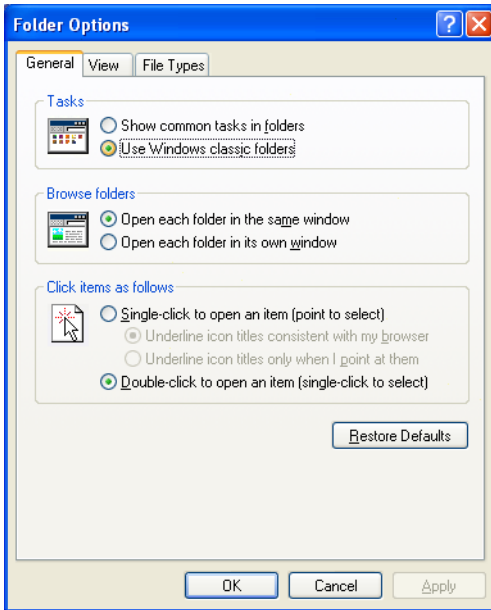 Folder Options
General View File Types
Tasks
Show common tasks in folders
Use Windows classic folders
Browse folders
Open each folder in the same window
Open each folder in its own window
Click items as follows
Single-click to open an item (point to select)
Underline icon titles consistent with my browser
Underline icon titles only when I point at them
Double-click to open an item (single-click to select)
Restore Defaults
OK Cancel Apply